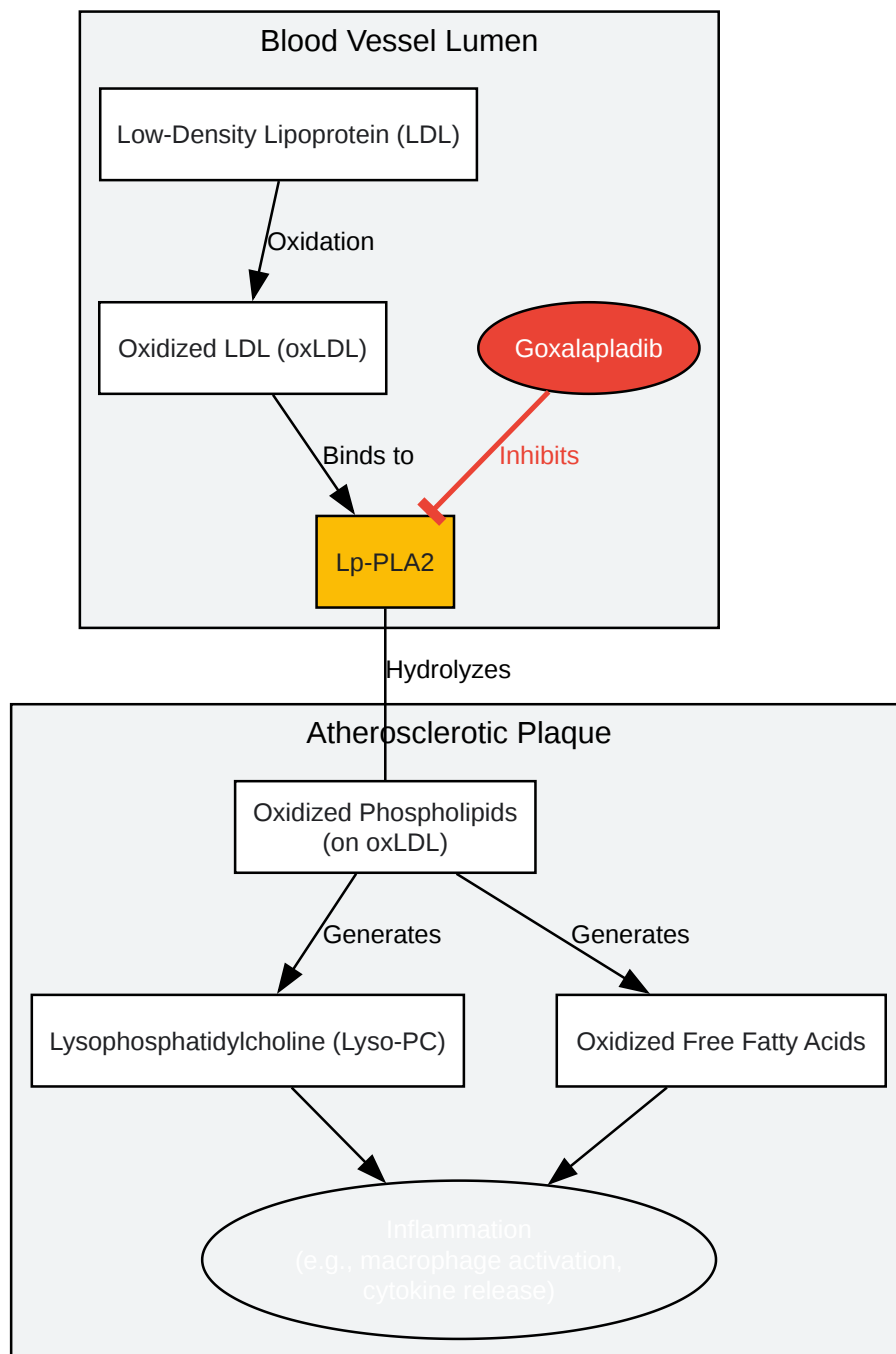 Blood Vessel Lumen
Low-Density Lipoprotein (LDL)
Oxidation
Oxidized LDL (oxLDL)
Goxalapladib
Binds to
Inhibits
Lp-PLA2
Hydrolyzes
Atherosclerotic Plaque
Oxidized Phospholipids
(on oxLDL)
Generates
Generates
Lysophosphatidylcholine (Lyso-PC)
Oxidized Free Fatty Acids
Inflammation
(e.g., macrophage activation,
cytokine release)